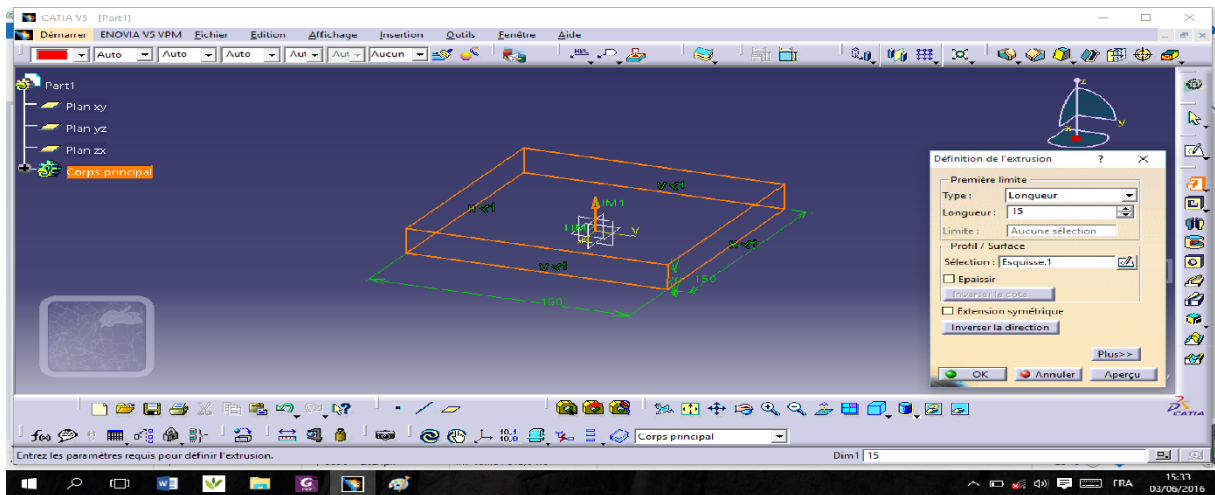 CATIA V5 [Part1]
Démarrer ENOVIA V5 VPM Fichier Edition Affichage Insertion Outils Fenêtre Aide
Auto Auto Auto Aut Aut Aucun
Part1
Plan xy
Plan yz
Plan zx
Corps principal
z
y
x
V
H
LIM1
y
H
V
150
150
Définition de l'extrusion ? ×
Première limite
Type : Longueur
Longueur : 15
Limite : Aucune sélection
Profil / Surface
Sélection : Esquisse.1
Epaissir
Inverser le côté
Extension symétrique
Inverser la direction
Plus>>
OK Annuler Aperçu
CATIA
Corps principal
Entrez les paramètres requis pour définir l'extrusion.
Dim1 15
FRA
15:33
03/06/2016